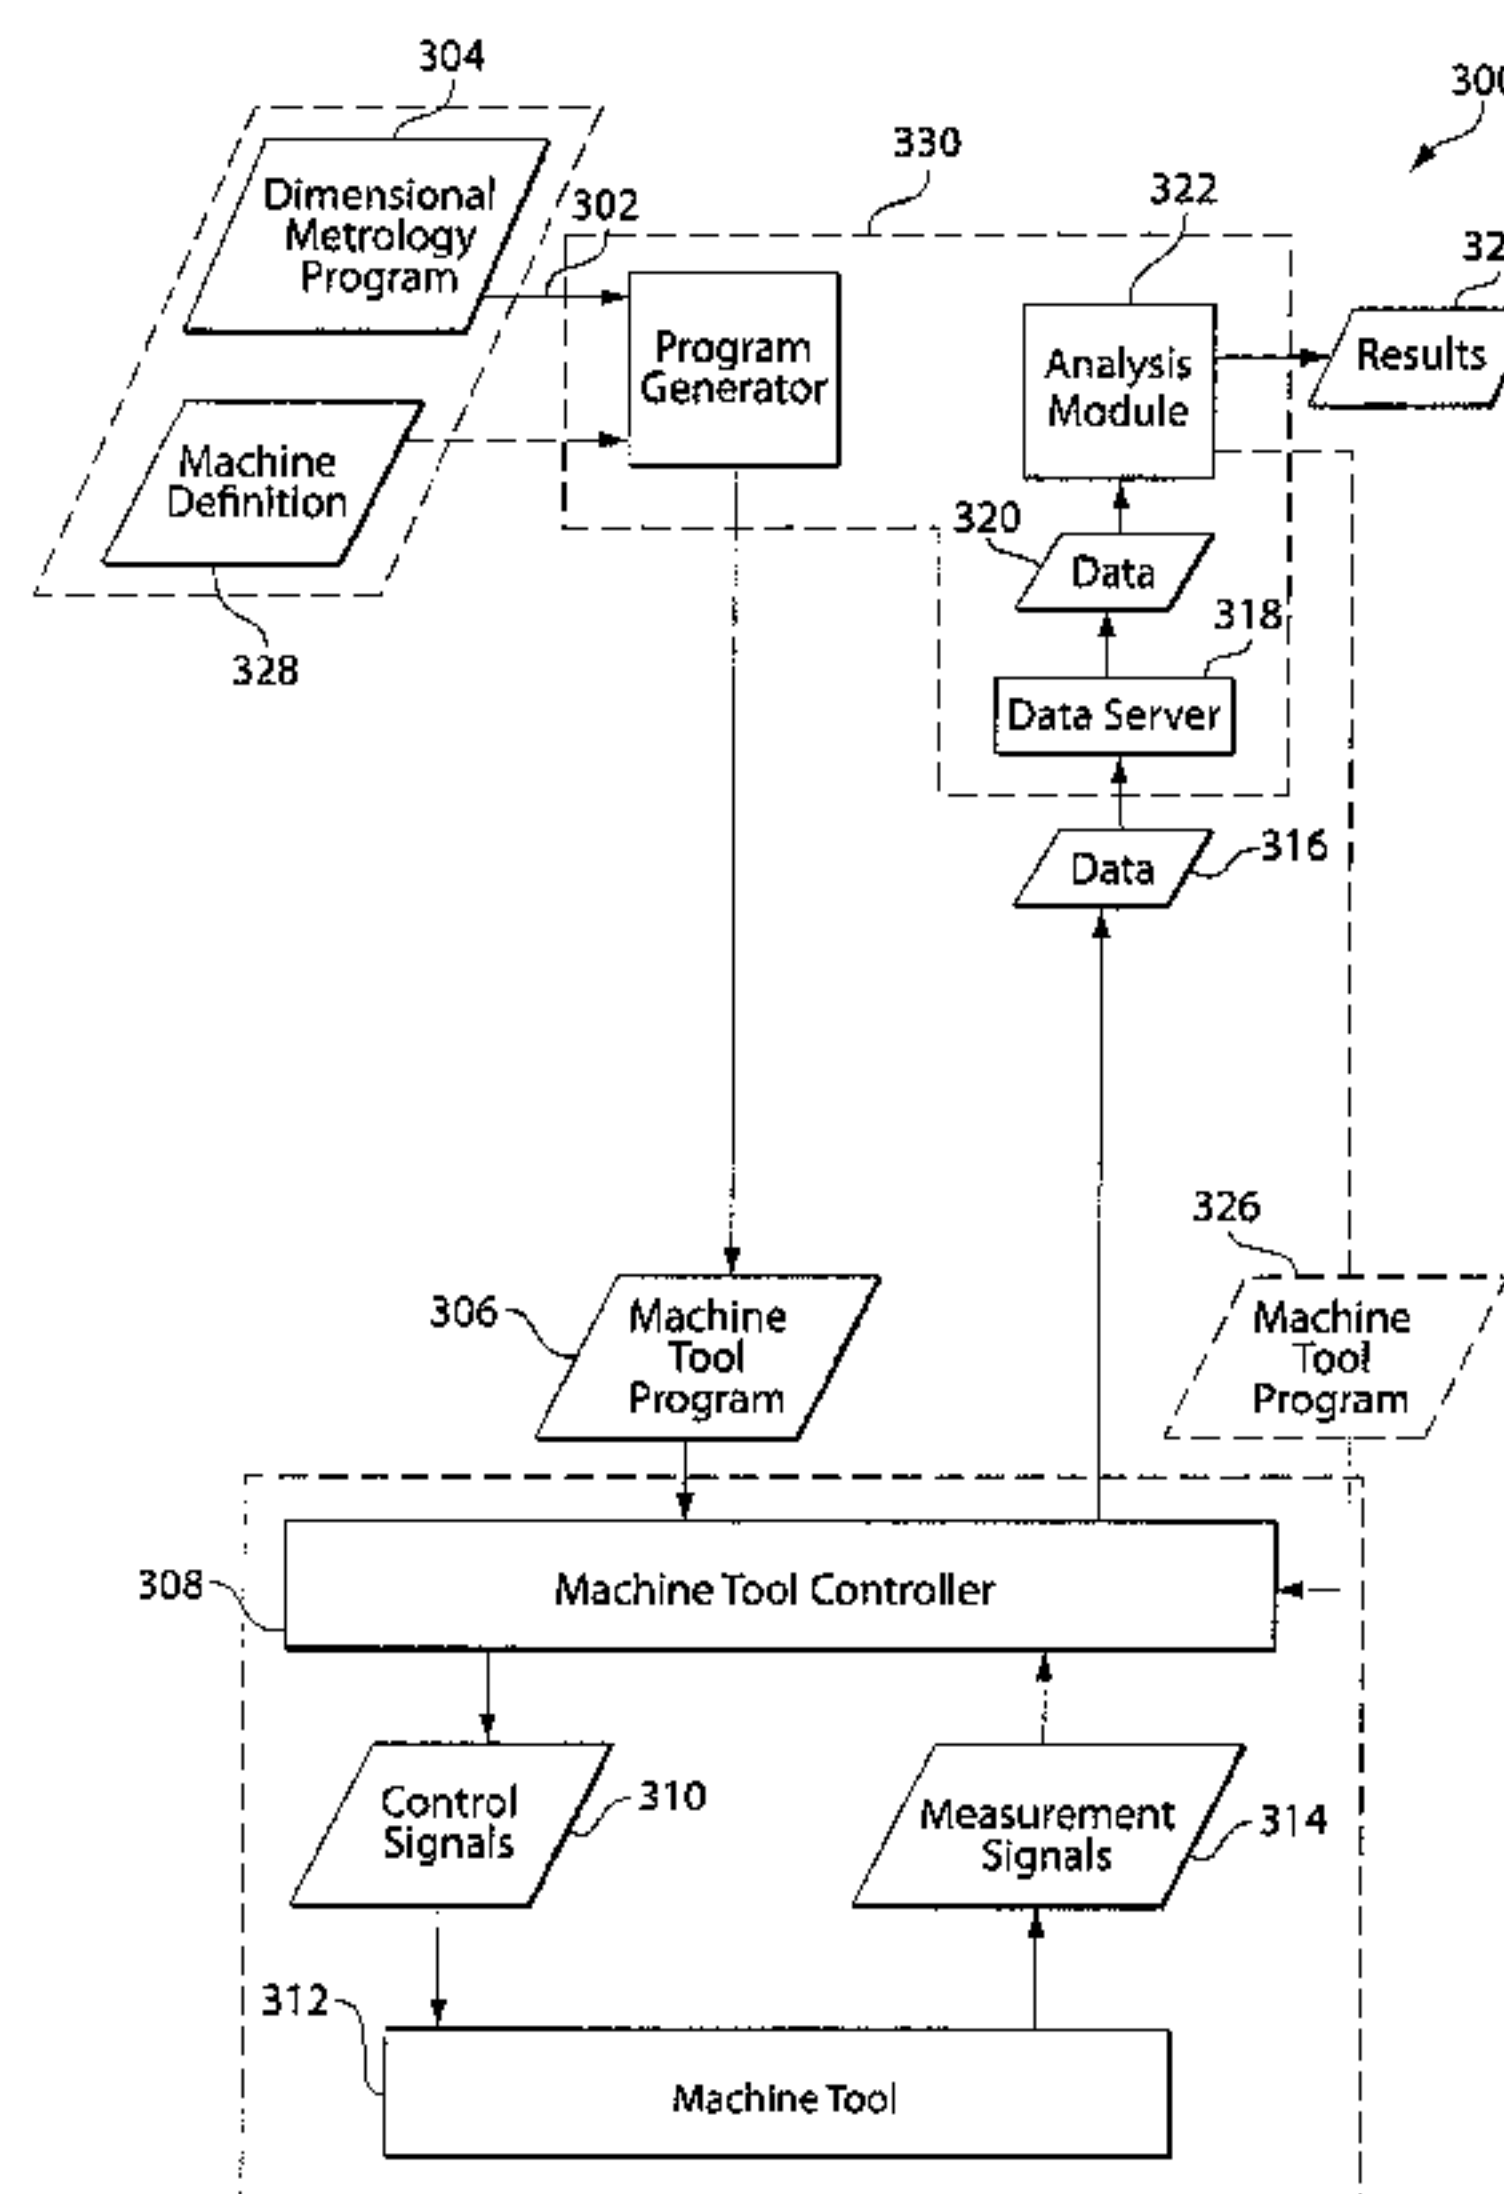 304
300
330
322
Dimensional
Metrology
Program
302
32
Program
Generator
Analysis
Module
Results
Machine
Definition
320
Data
318
328
Data Server
Data
316
326
306
Machine
Tool
Program
Machine
Tool
Program
308
Machine Tool Controller
Control
Signals
310
Measurement
Signals
314
312
Machine Tool